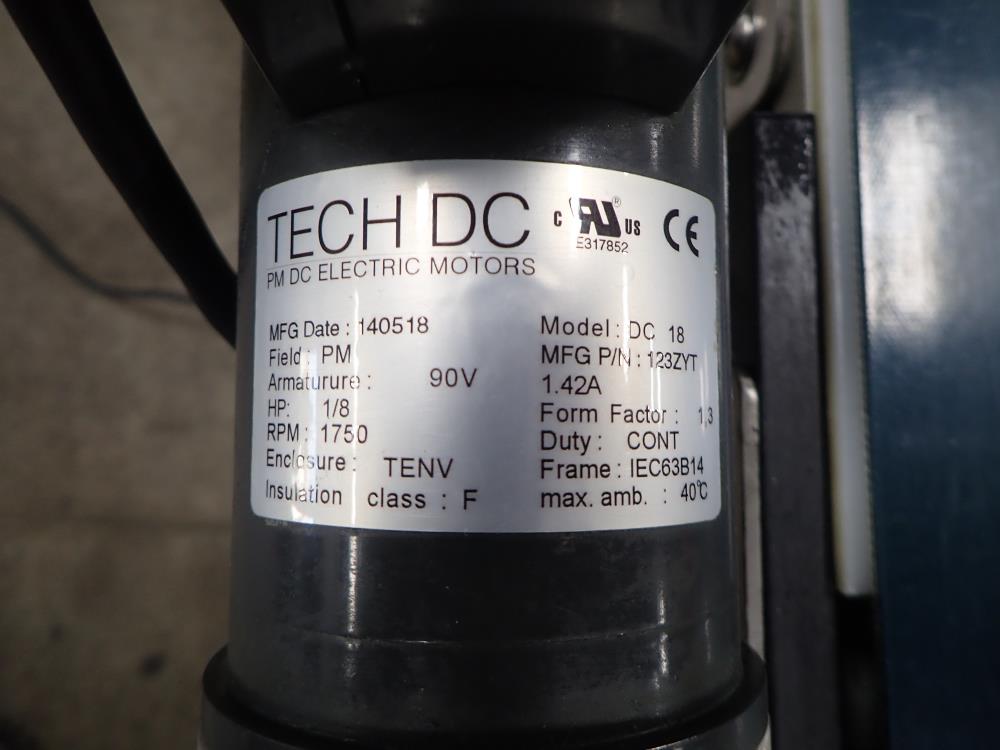 TECH DC
PM DC ELECTRIC MOTORS
C RU® US
E317852
CE
MFG Date : 140518
Field : PM
Armaturure : 90V
HP: 1/8
RPM : 1750
Enclosure : TENV
Insulation class : F
Model : DC 18
MFG P/N : 123ZYT
1.42A
Form Factor : 1,3
Duty : CONT
Frame : IEC63B14
max. amb. : 40°C